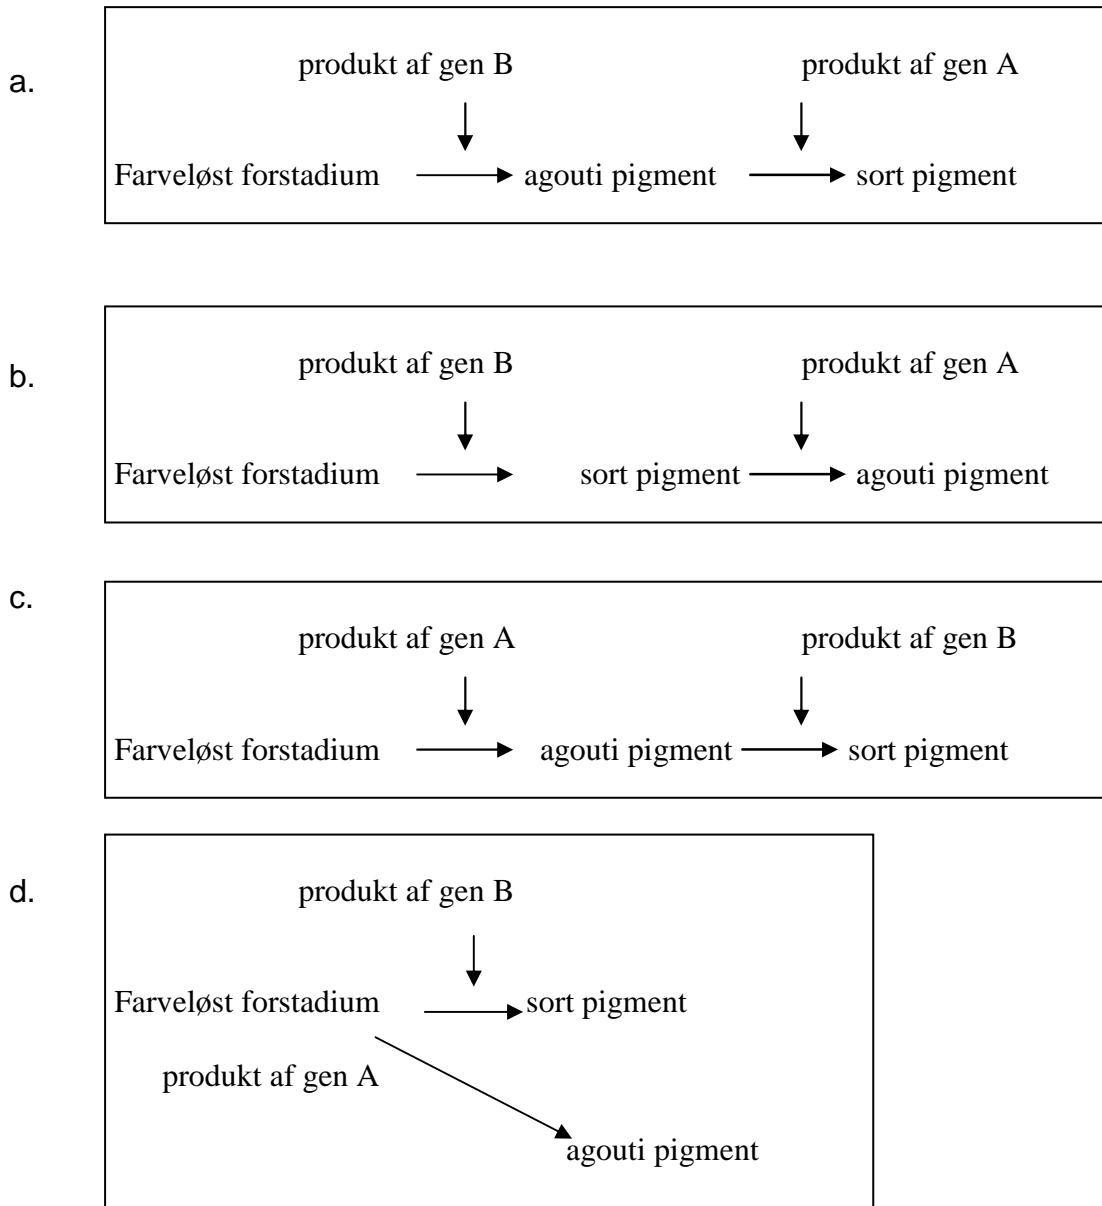 a.
produkt af gen B produkt af gen A
Farveløst forstadium agouti pigment sort pigment
b.
produkt af gen B produkt af gen A
Farveløst forstadium sort pigment agouti pigment
c.
produkt af gen A produkt af gen B
Farveløst forstadium agouti pigment sort pigment
d.
produkt af gen B
Farveløst forstadium sort pigment
produkt af gen A
agouti pigment